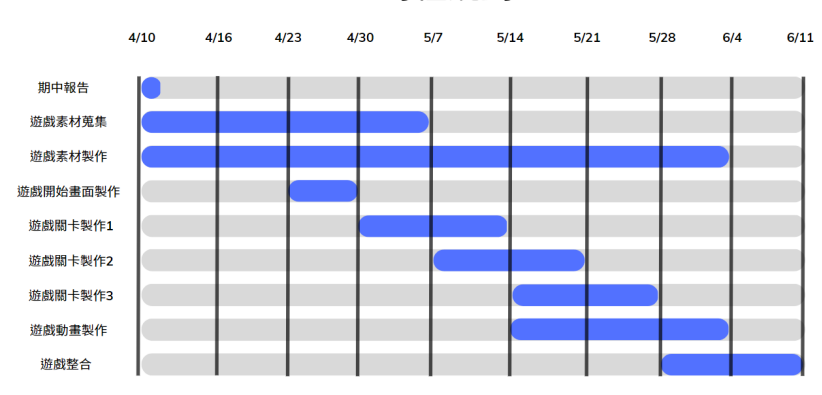 4/10 4/16 4/23 4/30 5/7 5/14 5/21 5/28 6/4 6/11
期中報告
遊戲素材蒐集
遊戲素材製作
遊戲開始畫面製作
遊戲關卡製作1
遊戲關卡製作2
遊戲關卡製作3
遊戲動畫製作
遊戲整合